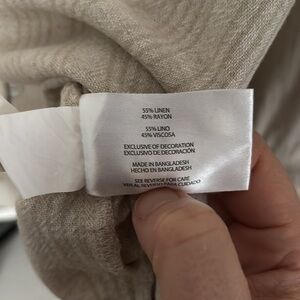 55% LINEN
45% RAYON
55% LINO
45% VISCOSA
EXCLUSIVE OF DECORATION
EXCLUSIVO DE DECORACIÓN
MADE IN BANGLADESH
HECHO EN BANGLADESH
SEE REVERSE FOR CARE
VER AL REVERSO PARA CUIDADO